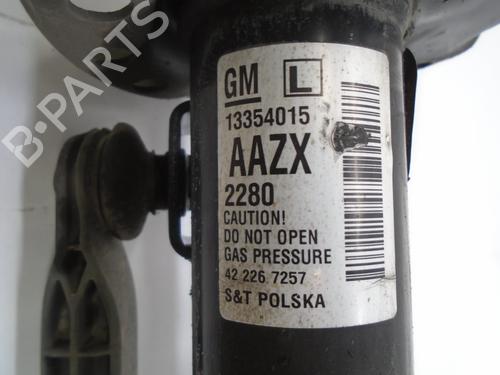 GM L
13354015
AAZX
2280
CAUTION!
DO NOT OPEN
GAS PRESSURE
42 226 7257
S&T POLSKA
B-PARTS